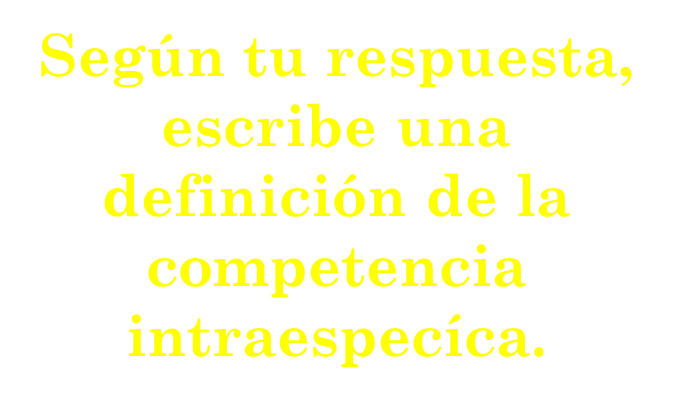 Según tu respuesta,
escribe una
definición de la
competencia
intraespecíca.